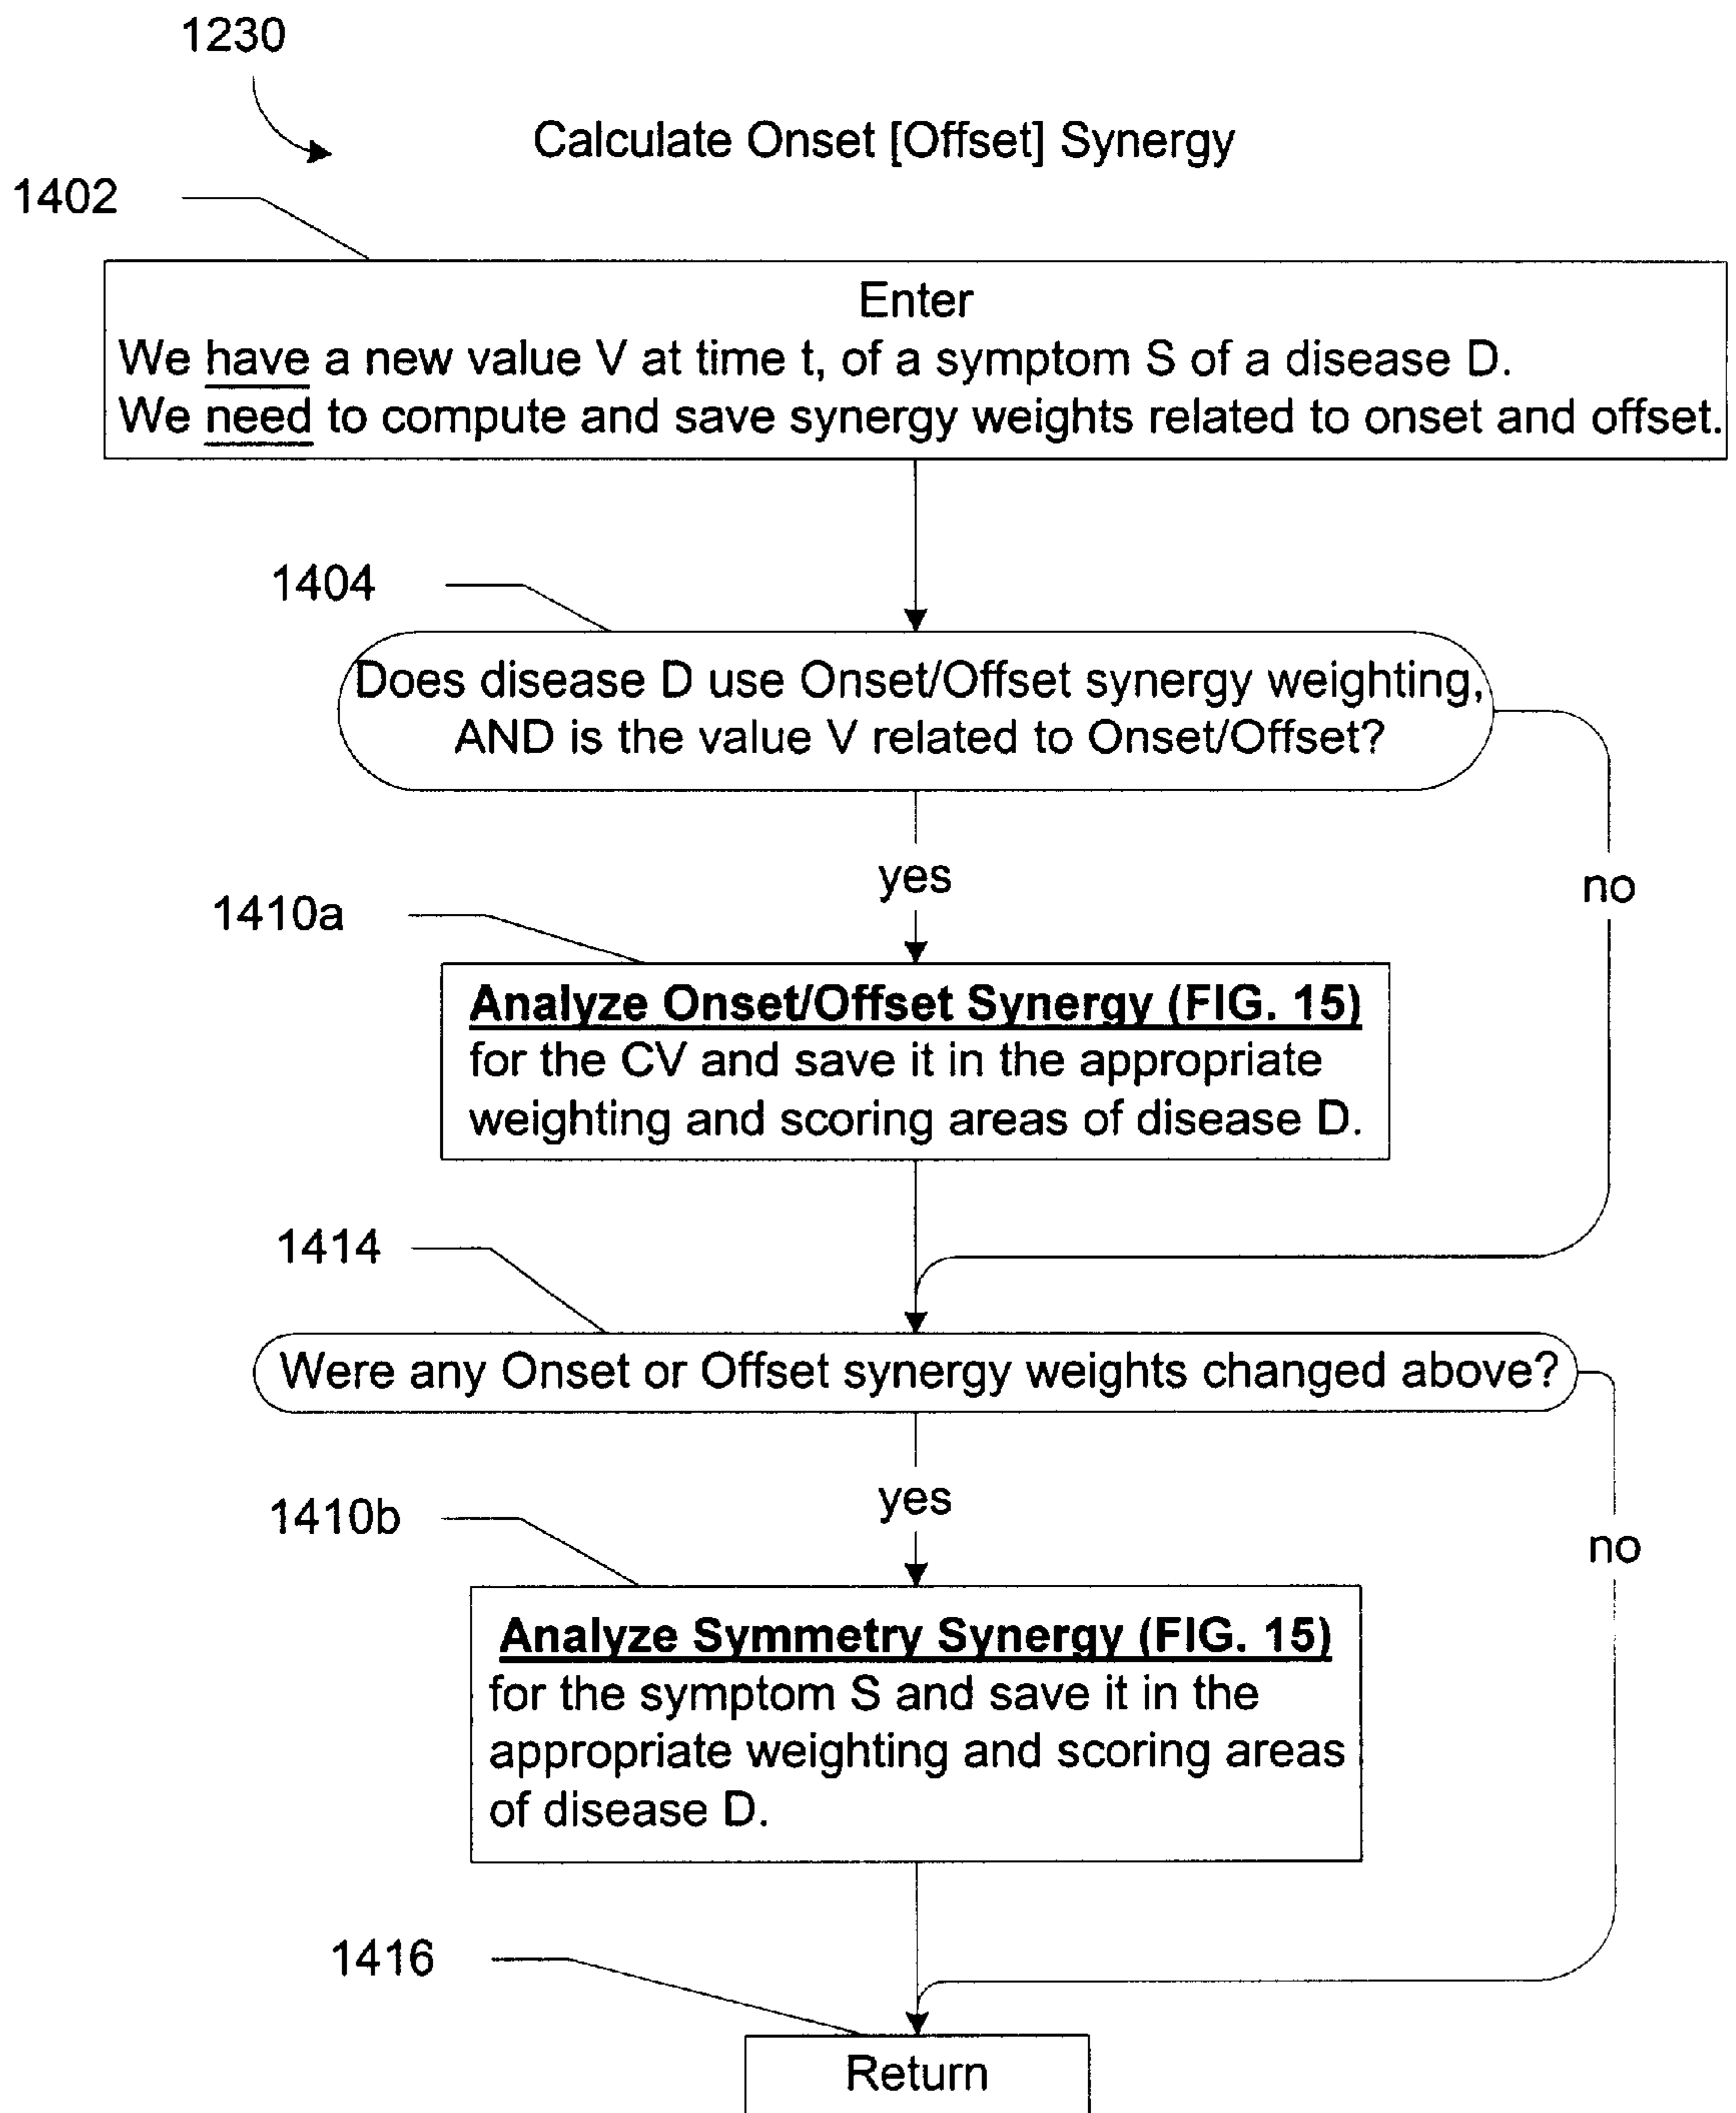 1230
Calculate Onset [Offset] Synergy
1402
Enter
We have a new value V at time t, of a symptom S of a disease D.
We need to compute and save synergy weights related to onset and offset.
1404
Does disease D use Onset/Offset synergy weighting,
AND is the value V related to Onset/Offset?
yes
no
1410a
Analyze Onset/Offset Synergy (FIG. 15)
for the CV and save it in the appropriate
weighting and scoring areas of disease D.
1414
Were any Onset or Offset synergy weights changed above?
yes
no
1410b
Analyze Symmetry Synergy (FIG. 15)
for the symptom S and save it in the
appropriate weighting and scoring areas
of disease D.
1416
Return